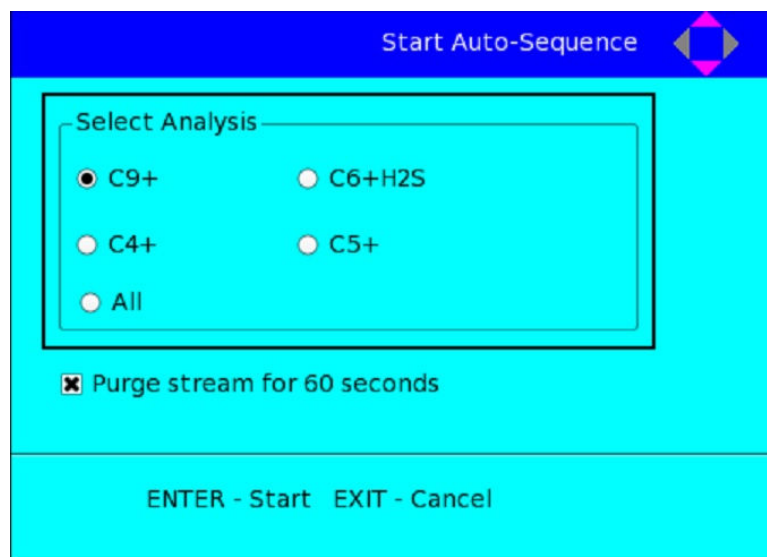 Start Auto-Sequence
Select Analysis
C9+ C6+H2S
C4+ C5+
All
Purge stream for 60 seconds
ENTER - Start EXIT - Cancel